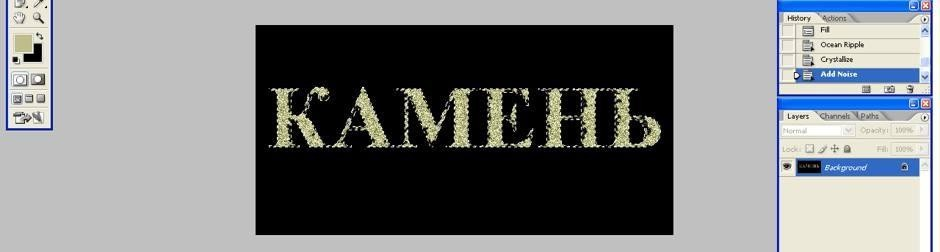 History Actions
Fill
Ocean Ripple
Crystallize
Add Noise
КАМЕНЬ
Layers Channels Paths
Normal Opacity: 100%
Lock: Fill: 100%
Background